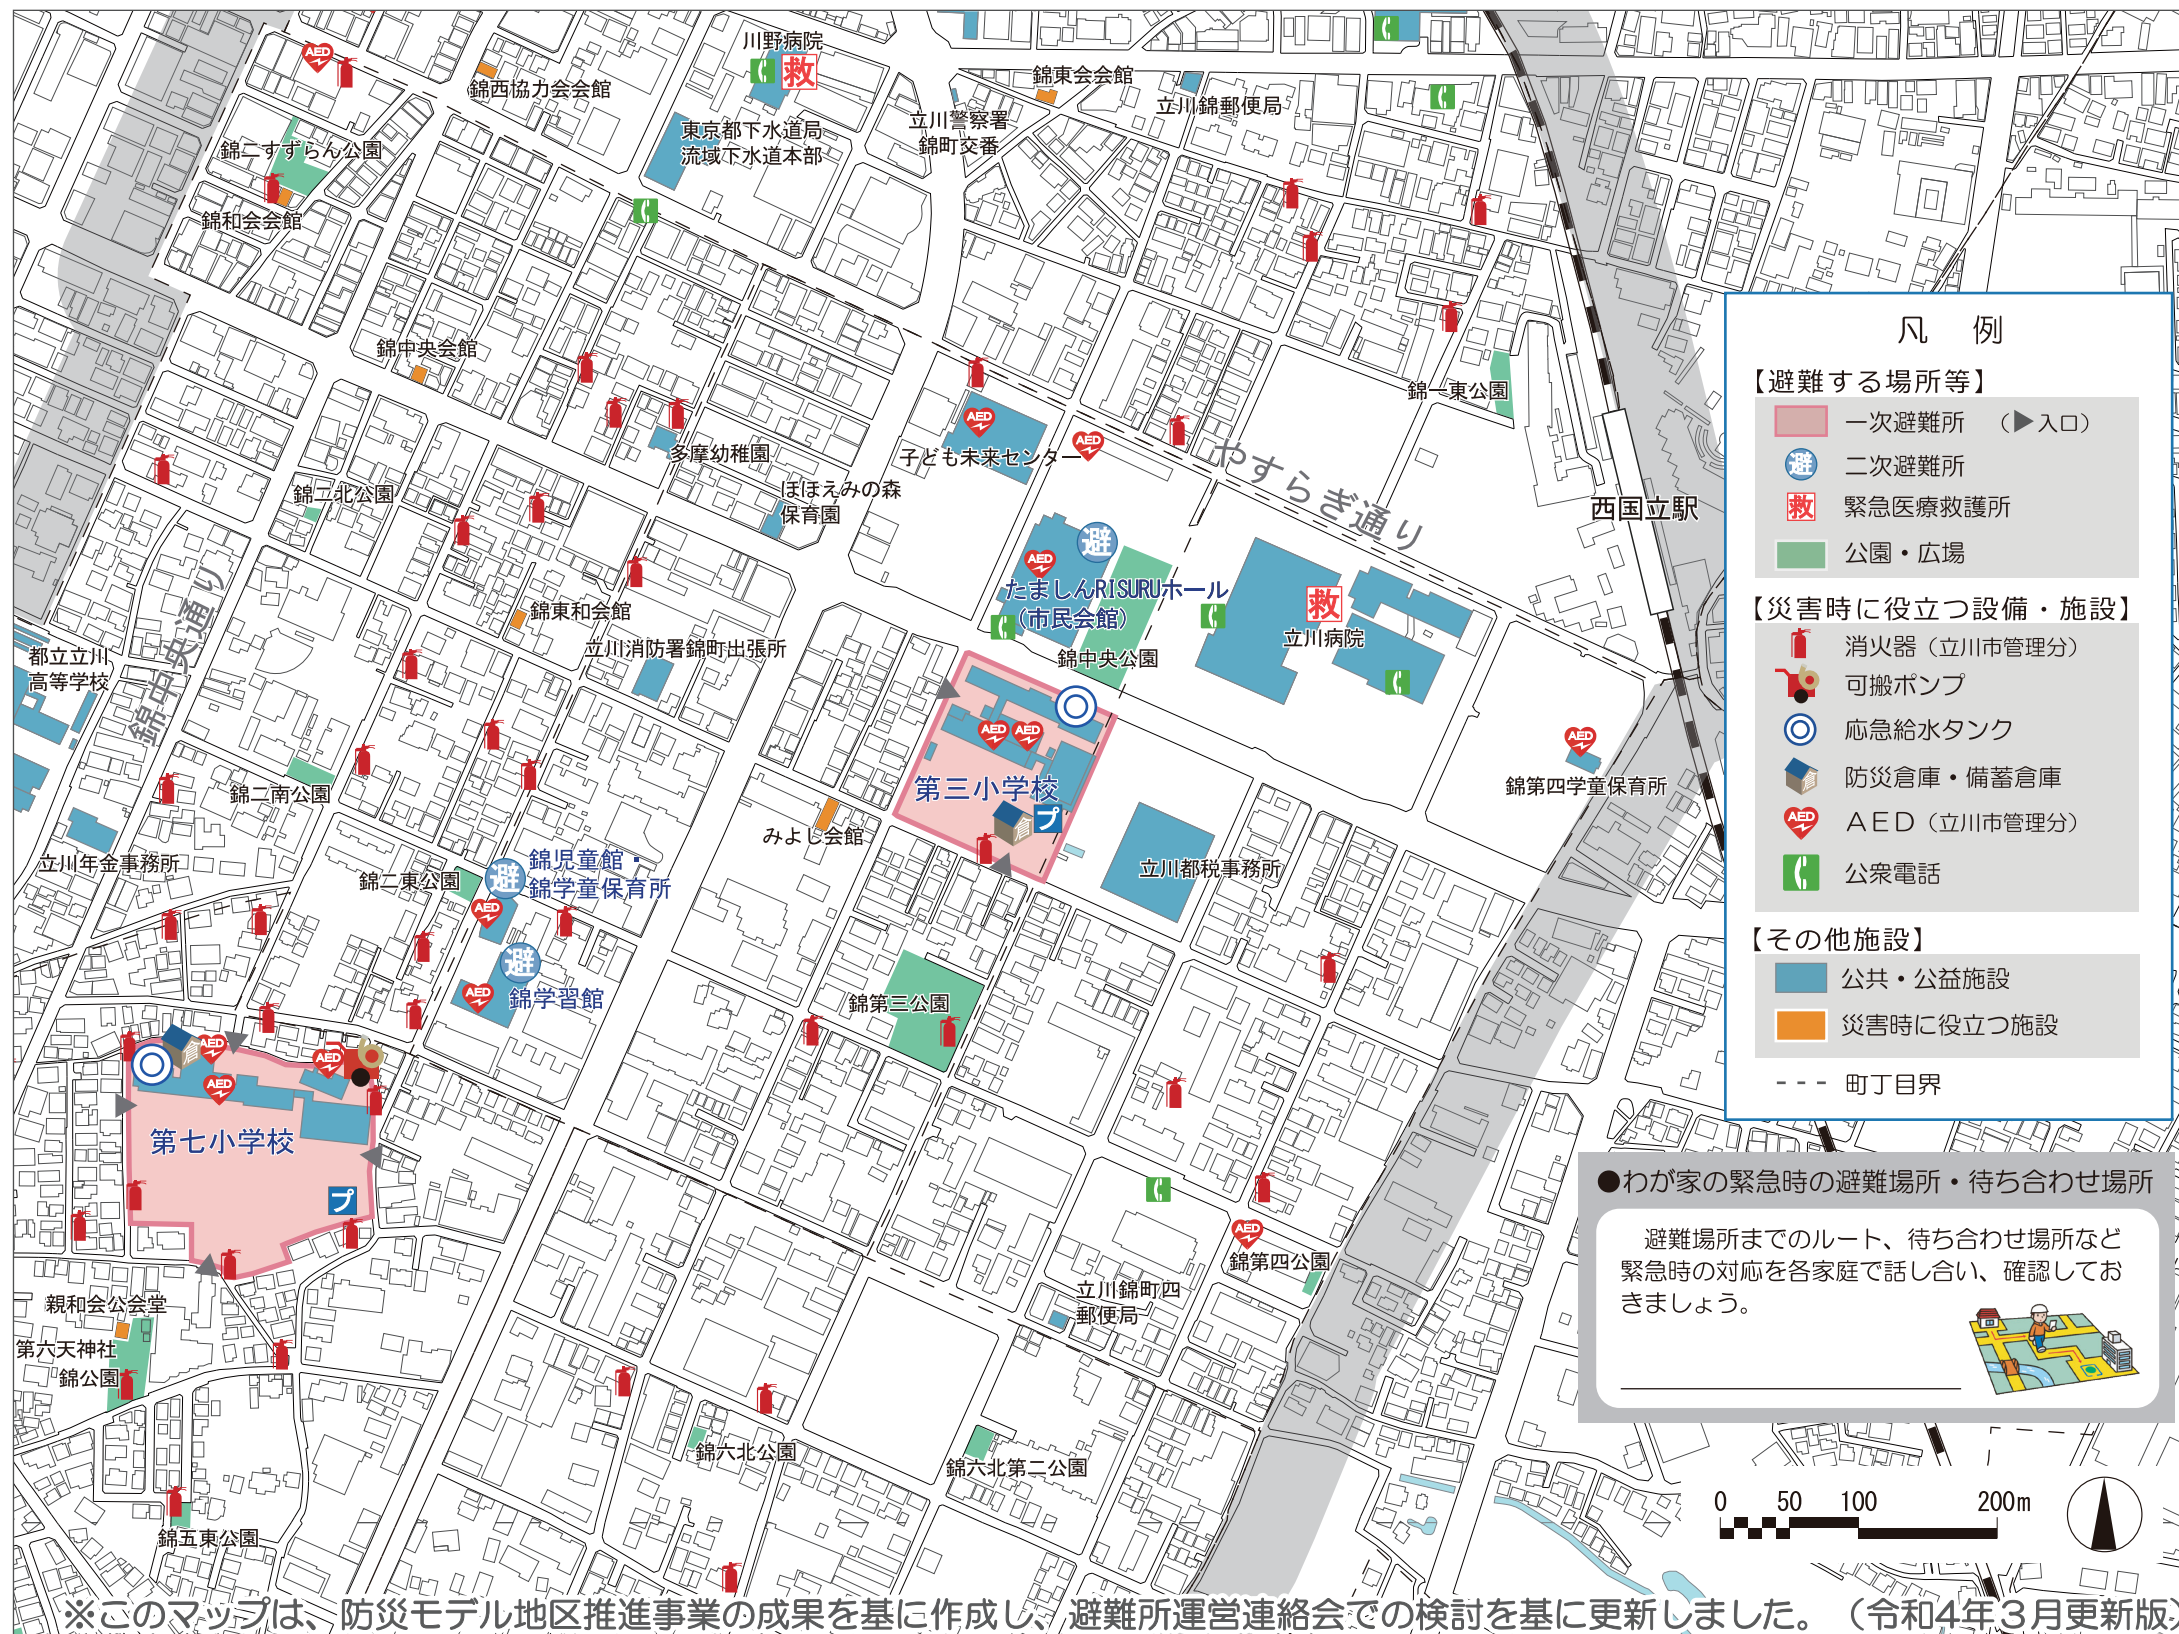 川野病院
救
錦西協力会会館
錦東会会館
立川錦郵便局
東京都下水道局
流域下水道本部
立川警察署
錦町交番
錦二すずらん公園
錦和会会館
錦中央会館
錦一東公園
多摩幼稚園
子ども未来センター
AED
やすらぎ通り
錦二北公園
ほほえみの森
保育園
西国立駅
避
たましんRISURUホール
(市民会館)
錦東和会館
救
立川病院
立川消防署錦町出張所
錦中央公園
都立立川
高等学校
錦中央通り
第三小学校
倉
プ
錦第四学童保育所
錦二南公園
みよし会館
立川年金事務所
立川都税事務所
錦二東公園
避
錦児童館・
錦学童保育所
避
錦学習館
錦第三公園
倉
AED
第七小学校
プ
錦第四公園
立川錦町四
郵便局
親和会公会堂
第六天神社
錦公園
錦六北公園
錦六北第二公園
錦五東公園
凡 例
【避難する場所等】
一次避難所 (▶入口)
避 二次避難所
救 緊急医療救護所
公園・広場
【災害時に役立つ設備・施設】
消火器(立川市管理分)
可搬ポンプ
応急給水タンク
倉 防災倉庫・備蓄倉庫
AED AED(立川市管理分)
公衆電話
【その他施設】
公共・公益施設
災害時に役立つ施設
町丁目界
●わが家の緊急時の避難場所・待ち合わせ場所
避難場所までのルート、待ち合わせ場所など
緊急時の対応を各家庭で話し合い、確認してお
きましょう。
0 50 100 200m
※このマップは、防災モデル地区推進事業の成果を基に作成し、避難所運営連絡会での検討を基に更新しました。(令和4年3月更新版)